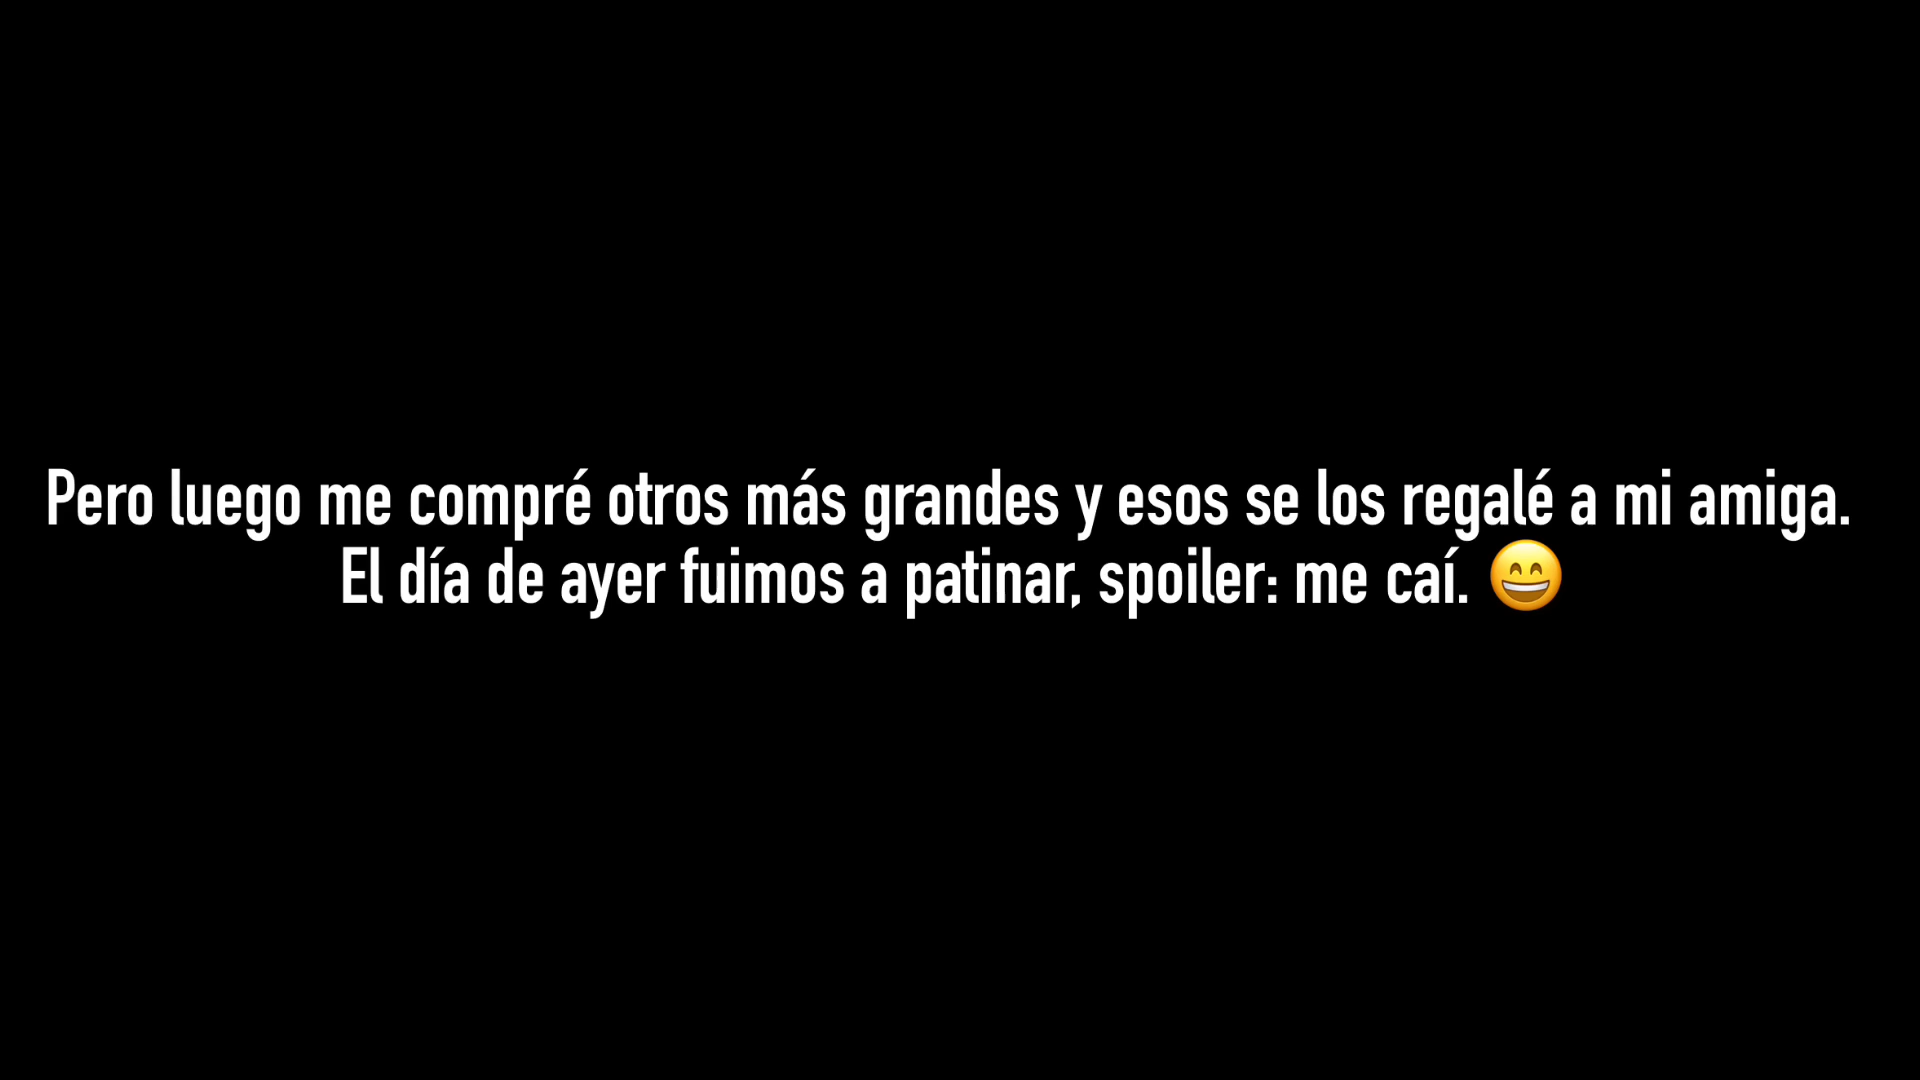 Pero luego me compré otros más grandes y esos se los regalé a mi amiga.
El día de ayer fuimos a patinar, spoiler: me caí. 😄